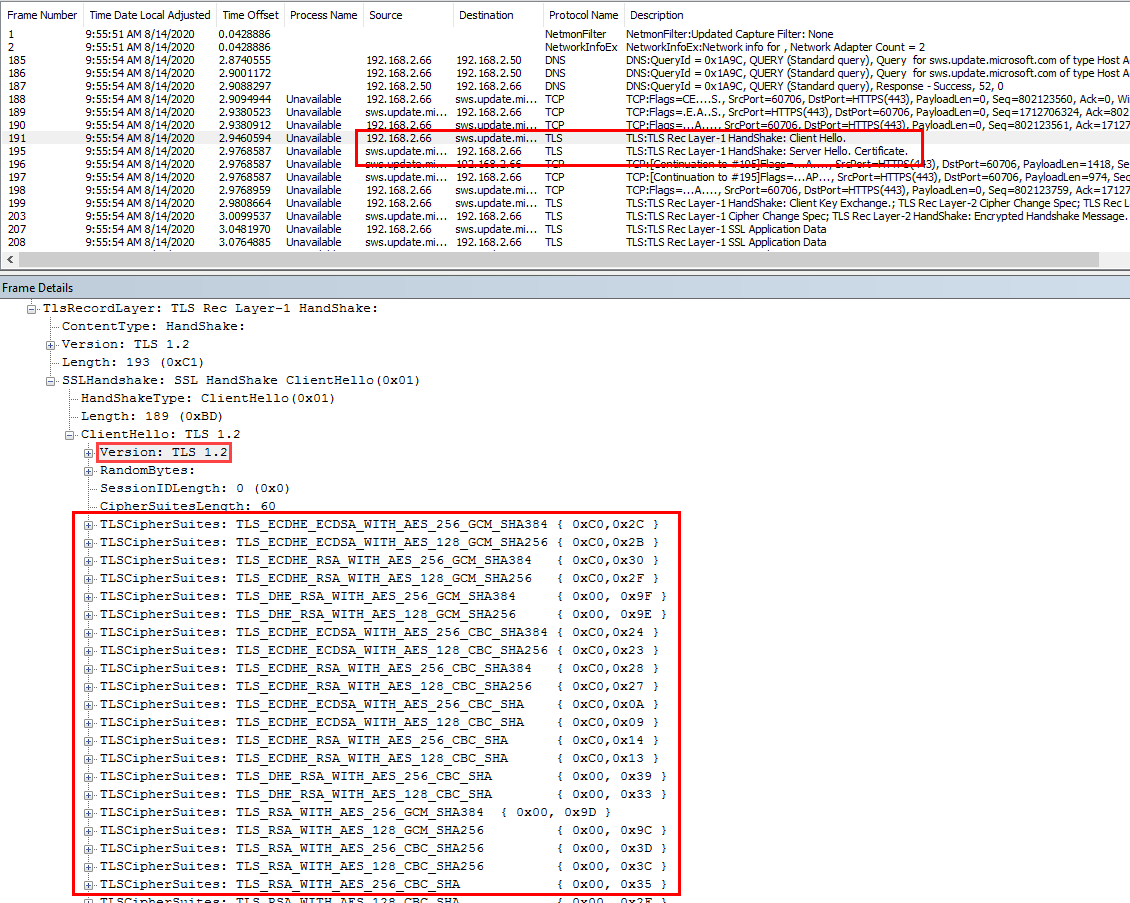 Frame Number Time Date Local Adjusted Time Offset Process Name Source Destination Protocol Name Description
1 9:55:51 AM 8/14/2020 0.0428886 NetmonFilter NetmonFilter:Updated Capture Filter: None
2 9:55:51 AM 8/14/2020 0.0428886 NetworkInfoEx NetworkInfoEx:Network info for , Network Adapter Count = 2
185 9:55:54 AM 8/14/2020 2.8740555 192.168.2.66 192.168.2.50 DNS DNS:QueryId = 0x1A9C, QUERY (Standard query), Query for sws.update.microsoft.com of type Host A
186 9:55:54 AM 8/14/2020 2.9001172 192.168.2.66 192.168.2.50 DNS DNS:QueryId = 0x1A9C, QUERY (Standard query), Query for sws.update.microsoft.com of type Host A
187 9:55:54 AM 8/14/2020 2.9088297 192.168.2.50 192.168.2.66 DNS DNS:QueryId = 0x1A9C, QUERY (Standard query), Response - Success, 52, 0
188 9:55:54 AM 8/14/2020 2.9094944 Unavailable 192.168.2.66 sws.update.mi... TCP TCP:Flags=CE....S., SrcPort=60706, DstPort=HTTPS(443), PayloadLen=0, Seq=802123560, Ack=0, Wi
189 9:55:54 AM 8/14/2020 2.9380523 Unavailable sws.update.mi... 192.168.2.66 TCP TCP:Flags=.E.A..S., SrcPort=HTTPS(443), DstPort=60706, PayloadLen=0, Seq=1712706324, Ack=802
190 9:55:54 AM 8/14/2020 2.9380912 Unavailable 192.168.2.66 sws.update.mi... TCP TCP:Flags=...A...., SrcPort=60706, DstPort=HTTPS(443), PayloadLen=0, Seq=802123561, Ack=1712
191 9:55:54 AM 8/14/2020 2.9460594 Unavailable 192.168.2.66 sws.update.mi... TLS TLS:TLS Rec Layer-1 HandShake: Client Hello.
195 9:55:54 AM 8/14/2020 2.9768587 Unavailable sws.update.mi... 192.168.2.66 TLS TLS:TLS Rec Layer-1 HandShake: Server Hello. Certificate.
196 9:55:54 AM 8/14/2020 2.9768587 Unavailable sws.update.mi... 192.168.2.66 TCP TCP:[Continuation to #195]Flags=...A...., SrcPort=HTTPS(443), DstPort=60706, PayloadLen=1418, Se
197 9:55:54 AM 8/14/2020 2.9768587 Unavailable sws.update.mi... 192.168.2.66 TCP TCP:[Continuation to #195]Flags=...AP..., SrcPort=HTTPS(443), DstPort=60706, PayloadLen=974, Seq
198 9:55:54 AM 8/14/2020 2.9768959 Unavailable 192.168.2.66 sws.update.mi... TCP TCP:Flags=...A...., SrcPort=60706, DstPort=HTTPS(443), PayloadLen=0, Seq=802123759, Ack=17127
199 9:55:54 AM 8/14/2020 2.9808664 Unavailable 192.168.2.66 sws.update.mi... TLS TLS:TLS Rec Layer-1 HandShake: Client Key Exchange.; TLS Rec Layer-2 Cipher Change Spec; TLS Rec L
203 9:55:54 AM 8/14/2020 3.0099537 Unavailable sws.update.mi... 192.168.2.66 TLS TLS:TLS Rec Layer-1 Cipher Change Spec; TLS Rec Layer-2 HandShake: Encrypted Handshake Message.
207 9:55:54 AM 8/14/2020 3.0481970 Unavailable 192.168.2.66 sws.update.mi... TLS TLS:TLS Rec Layer-1 SSL Application Data
208 9:55:54 AM 8/14/2020 3.0764885 Unavailable sws.update.mi... 192.168.2.66 TLS TLS:TLS Rec Layer-1 SSL Application Data
Frame Details
TlsRecordLayer: TLS Rec Layer-1 HandShake:
ContentType: HandShake:
Version: TLS 1.2
Length: 193 (0xC1)
SSLHandshake: SSL HandShake ClientHello(0x01)
HandShakeType: ClientHello(0x01)
Length: 189 (0xBD)
ClientHello: TLS 1.2
Version: TLS 1.2
RandomBytes:
SessionIDLength: 0 (0x0)
CipherSuitesLength: 60
TLSCipherSuites: TLS_ECDHE_ECDSA_WITH_AES_256_GCM_SHA384 { 0xC0,0x2C }
TLSCipherSuites: TLS_ECDHE_ECDSA_WITH_AES_128_GCM_SHA256 { 0xC0,0x2B }
TLSCipherSuites: TLS_ECDHE_RSA_WITH_AES_256_GCM_SHA384 { 0xC0,0x30 }
TLSCipherSuites: TLS_ECDHE_RSA_WITH_AES_128_GCM_SHA256 { 0xC0,0x2F }
TLSCipherSuites: TLS_DHE_RSA_WITH_AES_256_GCM_SHA384 { 0x00, 0x9F }
TLSCipherSuites: TLS_DHE_RSA_WITH_AES_128_GCM_SHA256 { 0x00, 0x9E }
TLSCipherSuites: TLS_ECDHE_ECDSA_WITH_AES_256_CBC_SHA384 { 0xC0,0x24 }
TLSCipherSuites: TLS_ECDHE_ECDSA_WITH_AES_128_CBC_SHA256 { 0xC0,0x23 }
TLSCipherSuites: TLS_ECDHE_RSA_WITH_AES_256_CBC_SHA384 { 0xC0,0x28 }
TLSCipherSuites: TLS_ECDHE_RSA_WITH_AES_128_CBC_SHA256 { 0xC0,0x27 }
TLSCipherSuites: TLS_ECDHE_ECDSA_WITH_AES_256_CBC_SHA { 0xC0,0x0A }
TLSCipherSuites: TLS_ECDHE_ECDSA_WITH_AES_128_CBC_SHA { 0xC0,0x09 }
TLSCipherSuites: TLS_ECDHE_RSA_WITH_AES_256_CBC_SHA { 0xC0,0x14 }
TLSCipherSuites: TLS_ECDHE_RSA_WITH_AES_128_CBC_SHA { 0xC0,0x13 }
TLSCipherSuites: TLS_DHE_RSA_WITH_AES_256_CBC_SHA { 0x00, 0x39 }
TLSCipherSuites: TLS_DHE_RSA_WITH_AES_128_CBC_SHA { 0x00, 0x33 }
TLSCipherSuites: TLS_RSA_WITH_AES_256_GCM_SHA384 { 0x00, 0x9D }
TLSCipherSuites: TLS_RSA_WITH_AES_128_GCM_SHA256 { 0x00, 0x9C }
TLSCipherSuites: TLS_RSA_WITH_AES_256_CBC_SHA256 { 0x00, 0x3D }
TLSCipherSuites: TLS_RSA_WITH_AES_128_CBC_SHA256 { 0x00, 0x3C }
TLSCipherSuites: TLS_RSA_WITH_AES_256_CBC_SHA { 0x00, 0x35 }
TLSCipherSuites: TLS_RSA_WITH_AES_128_CBC_SHA { 0x00, 0x2F }